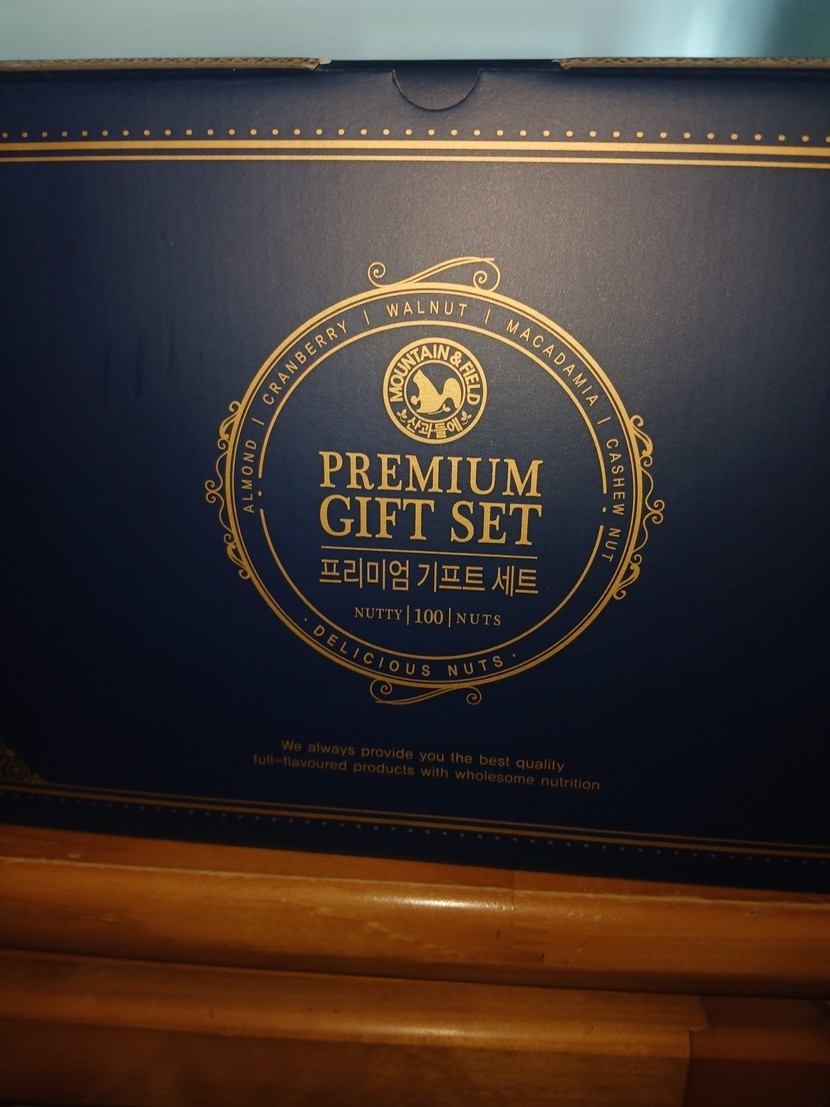 ALMOND | CRANBERRY | WALNUT | MACADAMIA | CASHEW NUT
MOUNTAIN & FIELD
산과들에
PREMIUM
GIFT SET
프리미엄 기프트 세트
NUTTY | 100 | NUTS
· DELICIOUS NUTS ·
We always provide you the best quality
full-flavoured products with wholesome nutrition